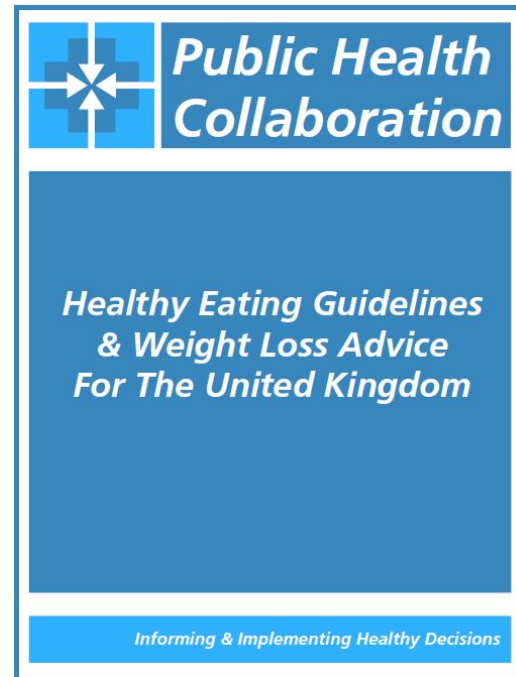 Public Health
Collaboration
Healthy Eating Guidelines
& Weight Loss Advice
For The United Kingdom
Informing & Implementing Healthy Decisions